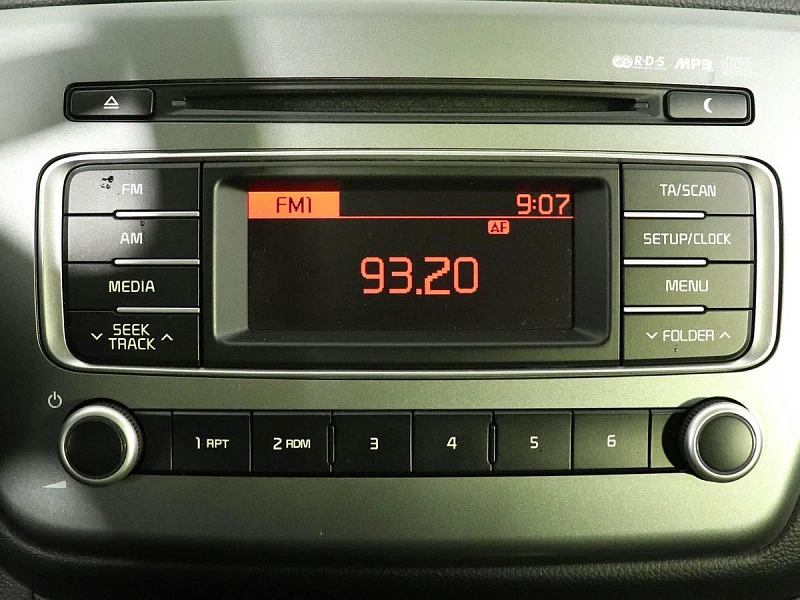 R·D·S MP3
FM
AM
MEDIA
SEEK
TRACK
FM1 9:07
AF
93.20
TA/SCAN
SETUP/CLOCK
MENU
FOLDER
1 RPT 2 RDM 3 4 5 6